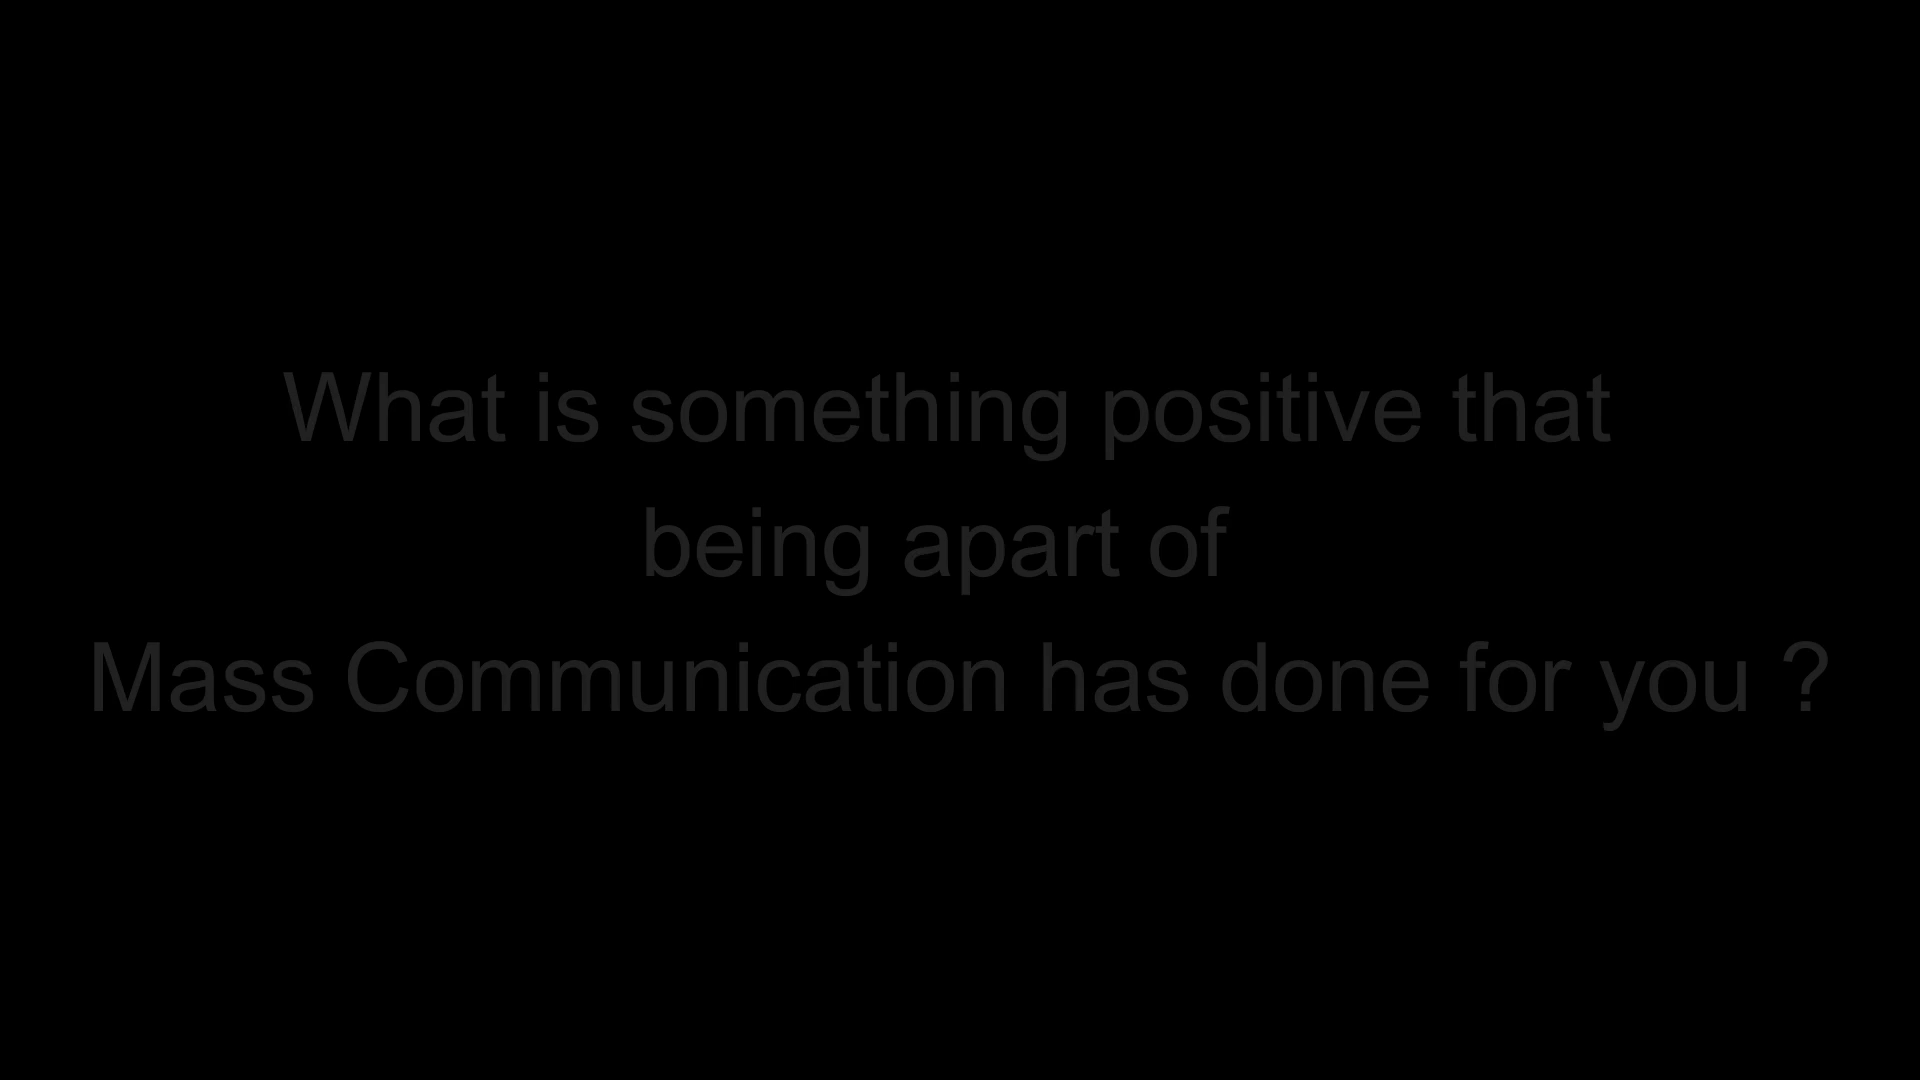 What is something positive that
being apart of
Mass Communication has done for you ?